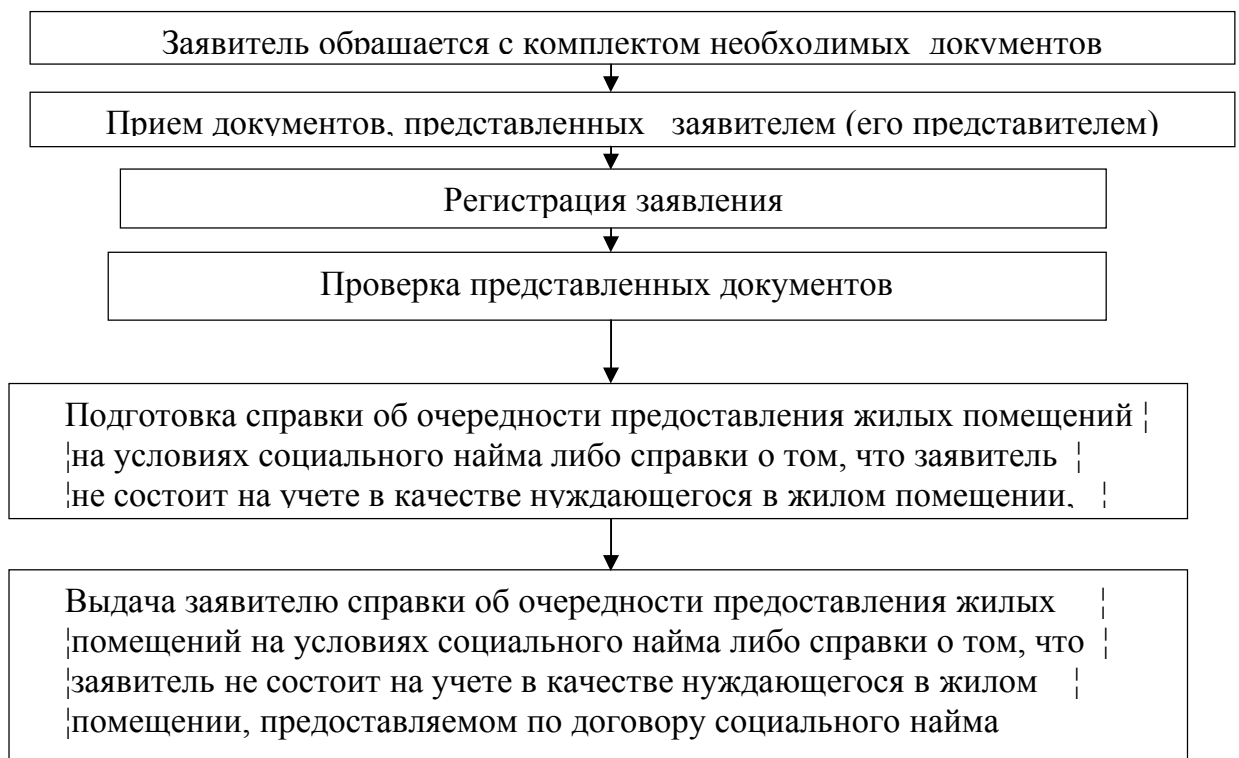 Заявитель обращается с комплектом необходимых документов
Прием документов, представленных заявителем (его представителем)
Регистрация заявления
Проверка представленных документов
Подготовка справки об очередности предоставления жилых помещений ¦
¦на условиях социального найма либо справки о том, что заявитель ¦
¦не состоит на учете в качестве нуждающегося в жилом помещении, ¦
Выдача заявителю справки об очередности предоставления жилых ¦
¦помещений на условиях социального найма либо справки о том, что ¦
¦заявитель не состоит на учете в качестве нуждающегося в жилом ¦
¦помещении, предоставляемом по договору социального найма